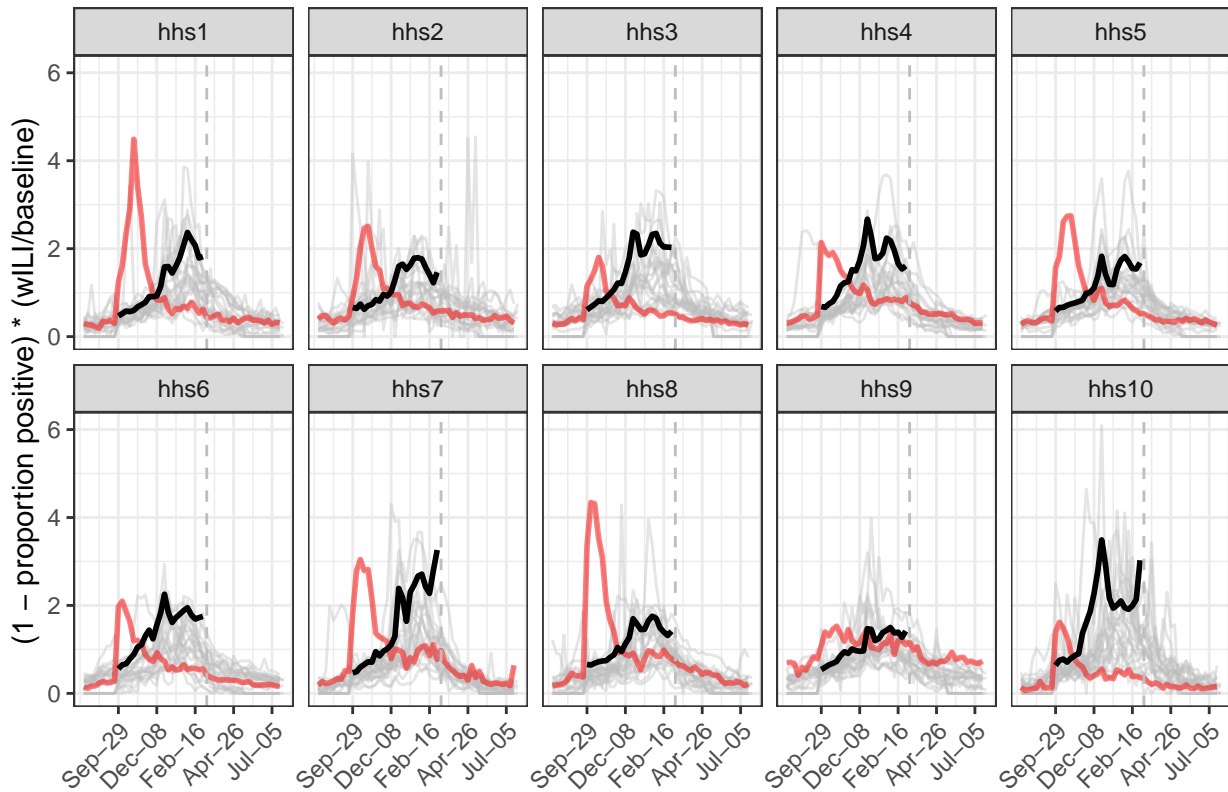 (1 − proportion positive) * (wILI/baseline)
hhs1 hhs2 hhs3 hhs4 hhs5
6
4
2
0
hhs6 hhs7 hhs8 hhs9 hhs10
6
4
2
0
Sep−29 Dec−08 Feb−16 Apr−26 Jul−05 Sep−29 Dec−08 Feb−16 Apr−26 Jul−05 Sep−29 Dec−08 Feb−16 Apr−26 Jul−05 Sep−29 Dec−08 Feb−16 Apr−26 Jul−05 Sep−29 Dec−08 Feb−16 Apr−26 Jul−05